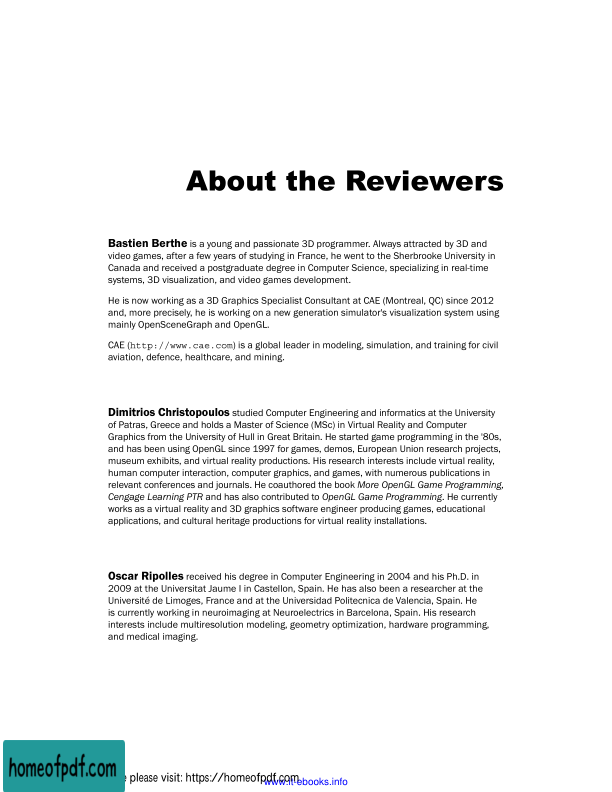 About the Reviewers
Bastien Berthe is a young and passionate 3D programmer. Always attracted by 3D and
video games, after a few years of studying in France, he went to the Sherbrooke University in
Canada and received a postgraduate degree in Computer Science, specializing in real-time
systems, 3D visualization, and video games development.
He is now working as a 3D Graphics Specialist Consultant at CAE (Montreal, QC) since 2012
and, more precisely, he is working on a new generation simulator's visualization system using
mainly OpenSceneGraph and OpenGL.
CAE (http://www.cae.com) is a global leader in modeling, simulation, and training for civil
aviation, defence, healthcare, and mining.
Dimitrios Christopoulos studied Computer Engineering and informatics at the University
of Patras, Greece and holds a Master of Science (MSc) in Virtual Reality and Computer
Graphics from the University of Hull in Great Britain. He started game programming in the '80s,
and has been using OpenGL since 1997 for games, demos, European Union research projects,
museum exhibits, and virtual reality productions. His research interests include virtual reality,
human computer interaction, computer graphics, and games, with numerous publications in
relevant conferences and journals. He coauthored the book More OpenGL Game Programming,
Cengage Learning PTR and has also contributed to OpenGL Game Programming. He currently
works as a virtual reality and 3D graphics software engineer producing games, educational
applications, and cultural heritage productions for virtual reality installations.
Oscar Ripolles received his degree in Computer Engineering in 2004 and his Ph.D. in
2009 at the Universitat Jaume I in Castellon, Spain. He has also been a researcher at the
Université de Limoges, France and at the Universidad Politecnica de Valencia, Spain. He
is currently working in neuroimaging at Neuroelectrics in Barcelona, Spain. His research
interests include multiresolution modeling, geometry optimization, hardware programming,
and medical imaging.
homeofpdf.com
please visit: https://homeofpdf.com
www.it-ebooks.info